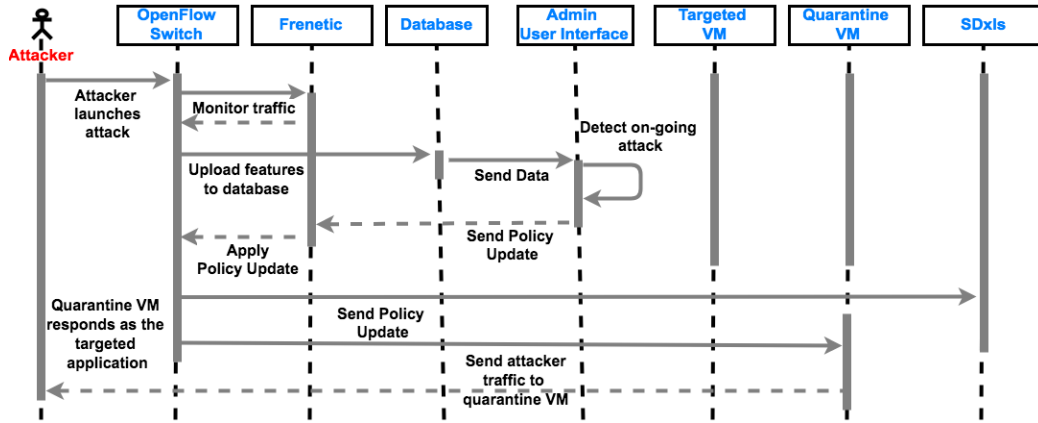 OpenFlow
Switch
Frenetic
Database
Admin
User Interface
Targeted
VM
Quarantine
VM
SDxIs
Attacker
Attacker
launches
attack
Monitor traffic
Detect on-going
attack
Upload features
to database
Send Data
Send Policy
Update
Apply
Policy Update
Quarantine VM
responds as the
targeted
application
Send Policy
Update
Send attacker
traffic to
quarantine VM